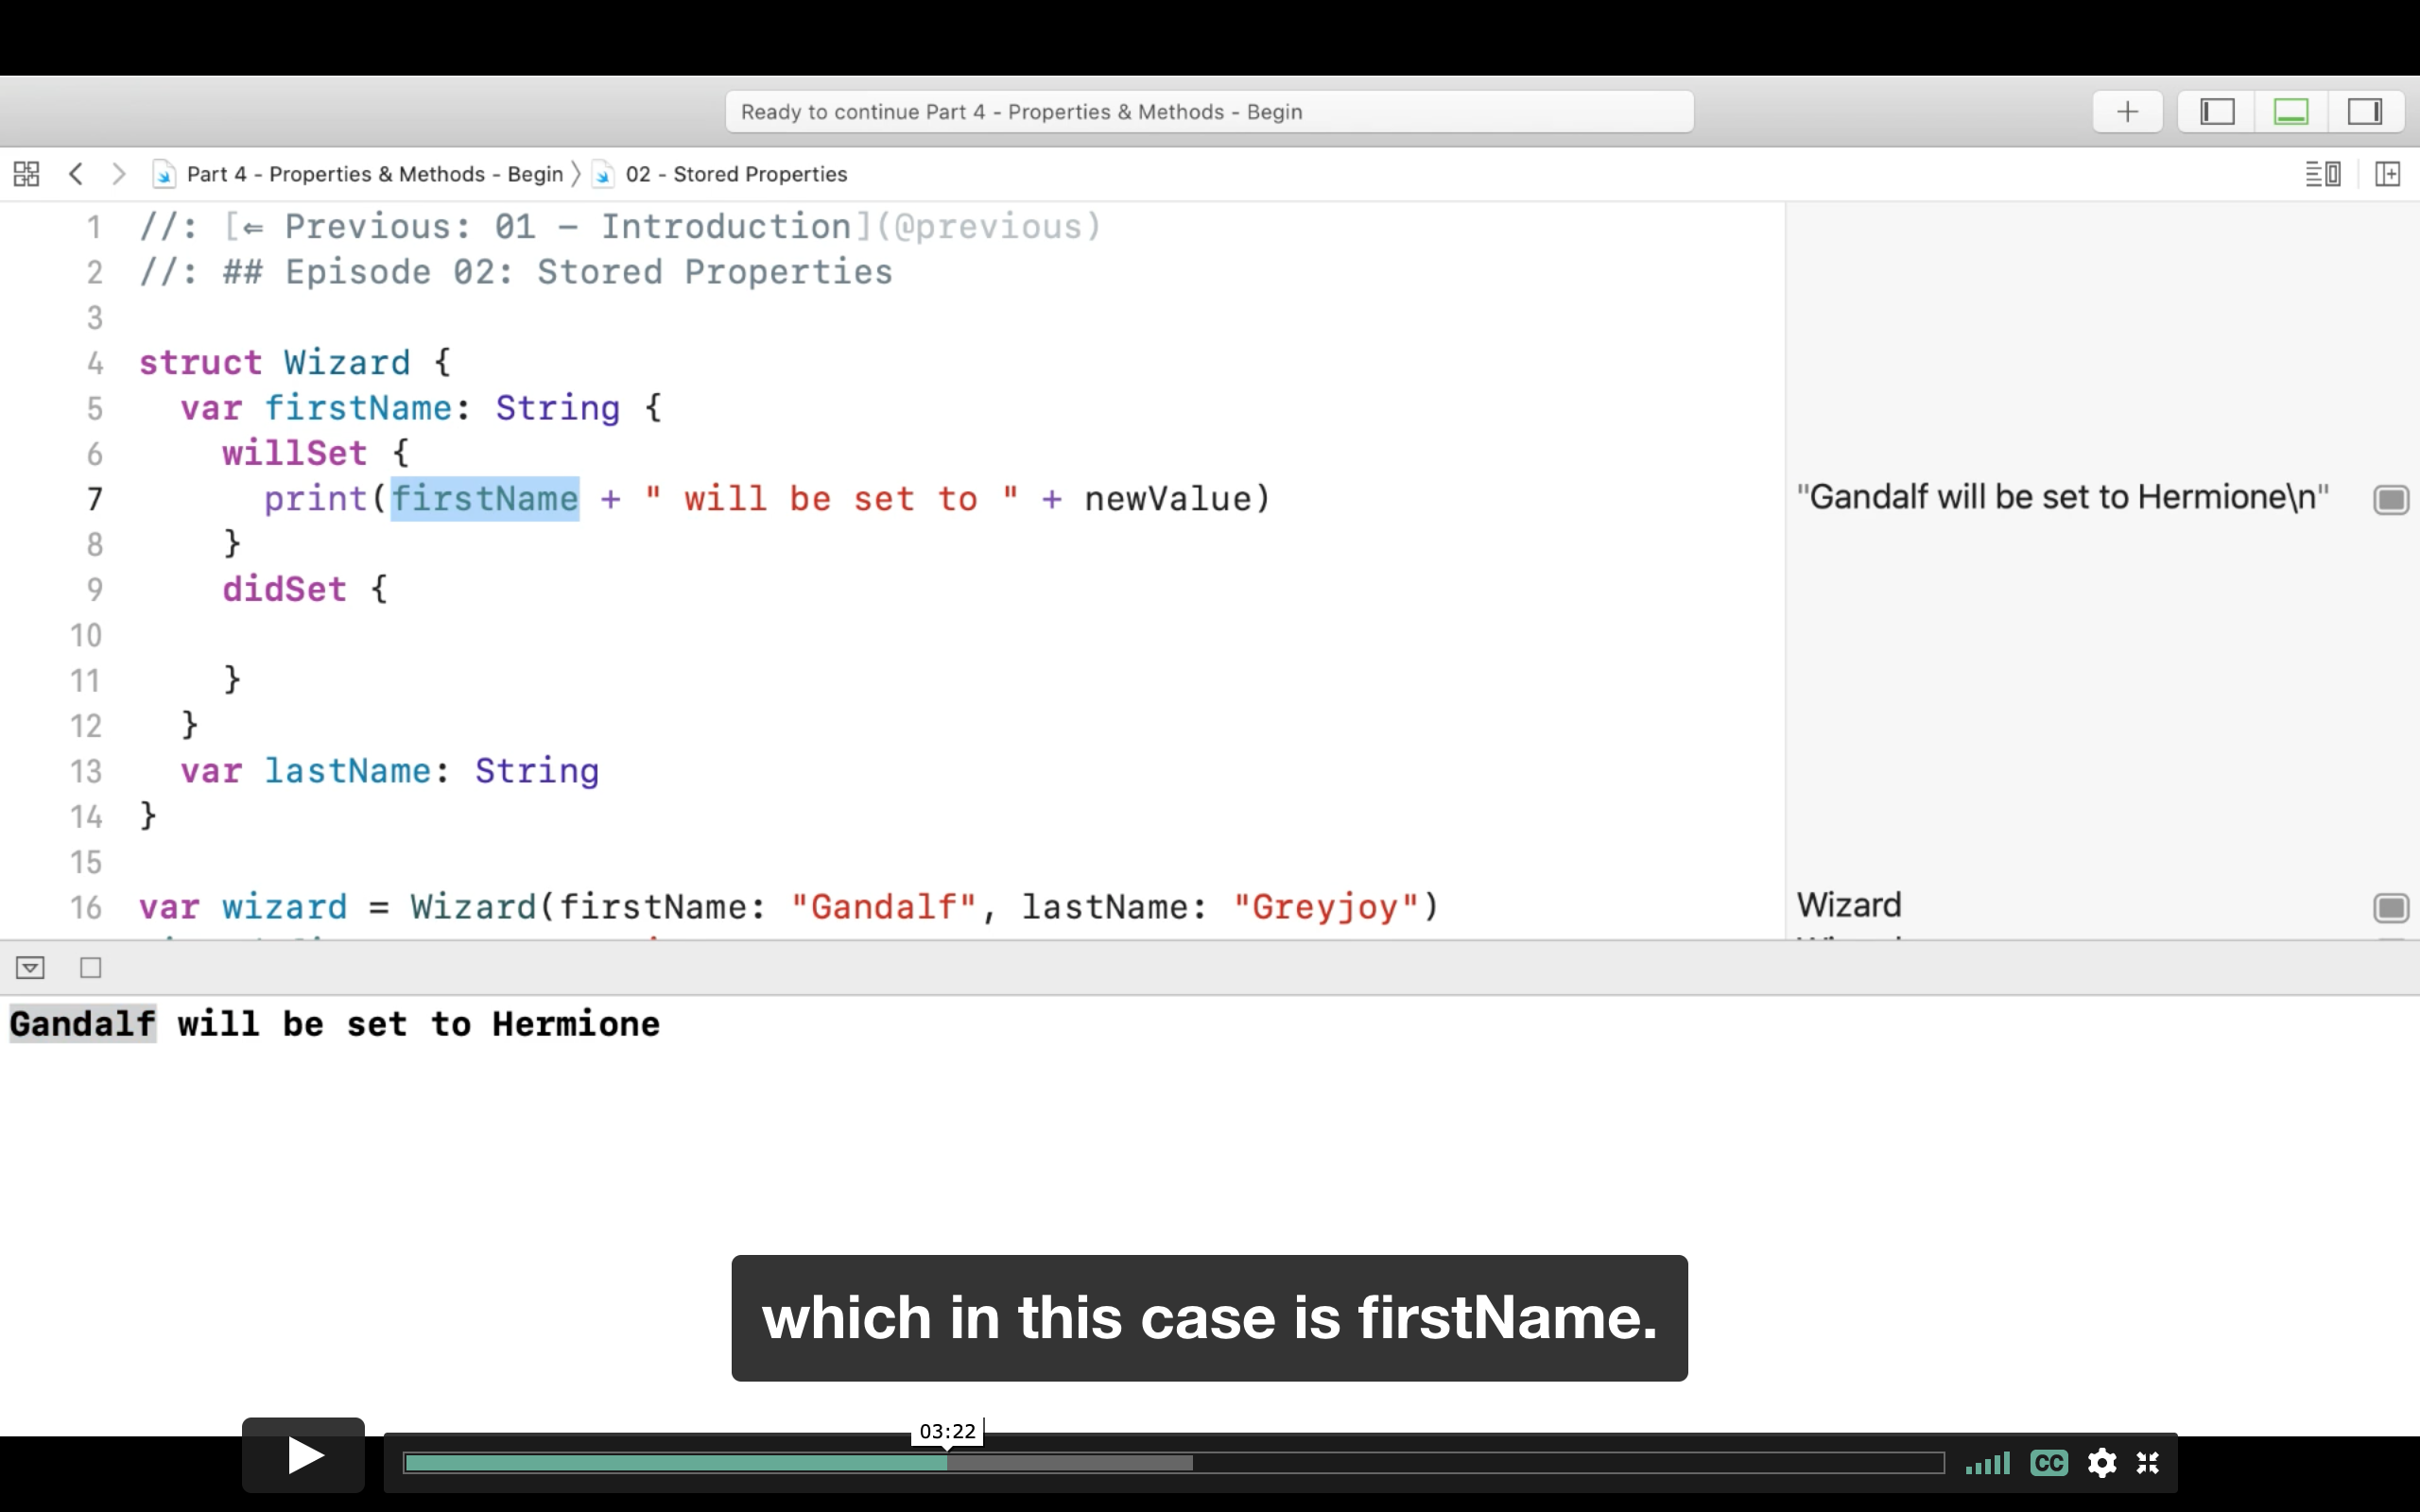 Ready to continue Part 4 - Properties & Methods - Begin
Part 4 - Properties & Methods - Begin 〉 02 - Stored Properties
1 //: [⇐ Previous: 01 – Introduction](@previous)
2 //: ## Episode 02: Stored Properties
3
4 struct Wizard {
5 var firstName: String {
6 willSet {
7 print(firstName + " will be set to " + newValue) "Gandalf will be set to Hermione\n"
8 }
9 didSet {
10
11 }
12 }
13 var lastName: String
14 }
15
16 var wizard = Wizard(firstName: "Gandalf", lastName: "Greyjoy") Wizard
Gandalf will be set to Hermione
which in this case is firstName.
03:22
CC